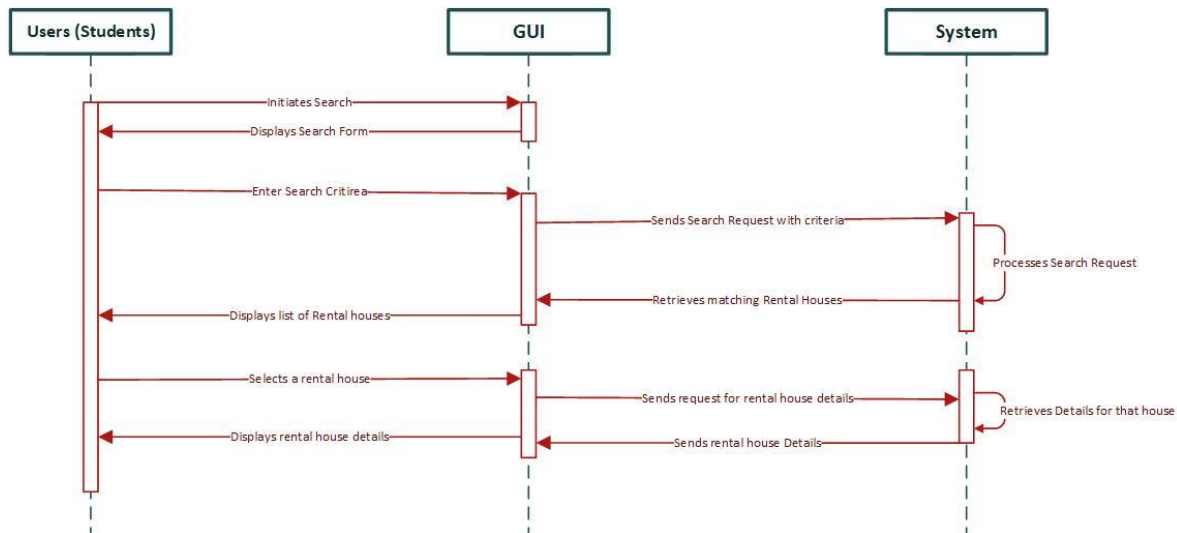 Users (Students)
GUI
System
Initiates Search
Displays Search Form
Enter Search Critirea
Sends Search Request with criteria
Processes Search Request
Retrieves matching Rental Houses
Displays list of Rental houses
Selects a rental house
Sends request for rental house details
Retrieves Details for that house
Displays rental house details
Sends rental house Details